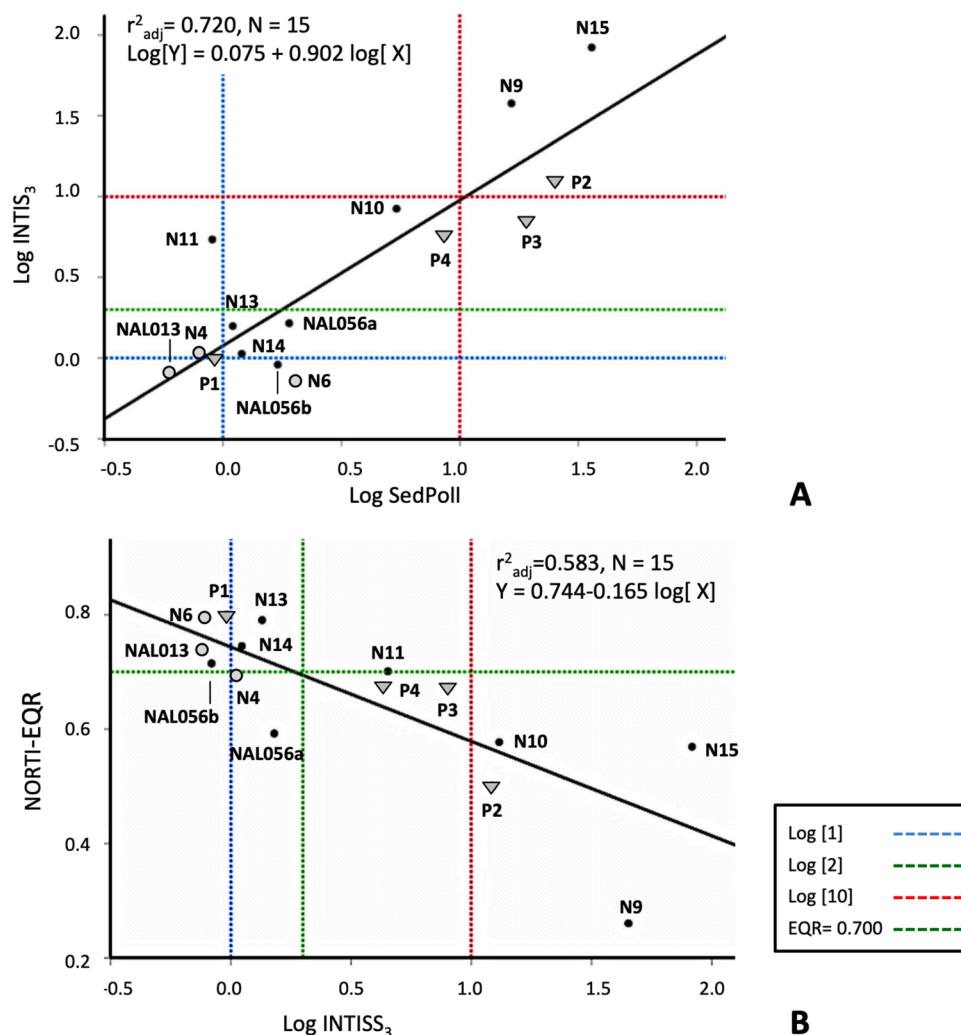 r²adj= 0.720, N = 15
Log[Y] = 0.075 + 0.902 log[ X]
2.0
1.5
1.0
0.5
0.0
-0.5
Log INTIS₃
N15
N9
P2
N10
P3
N11
P4
N13
NAL013
N4
NAL056a
N14
P1
N6
NAL056b
-0.5
0.0
0.5
1.0
1.5
2.0
Log SedPoll
A
r²adj=0.583, N = 15
Y = 0.744-0.165 log[ X]
0.8
0.6
0.4
0.2
NORTI-EQR
P1
N6
N13
NAL013
N14
N11
N4
P4
P3
NAL056b
NAL056a
N10
N15
P2
N9
-0.5
0.0
0.5
1.0
1.5
2.0
Log INTISS₃
Log [1]
Log [2]
Log [10]
EQR= 0.700
B